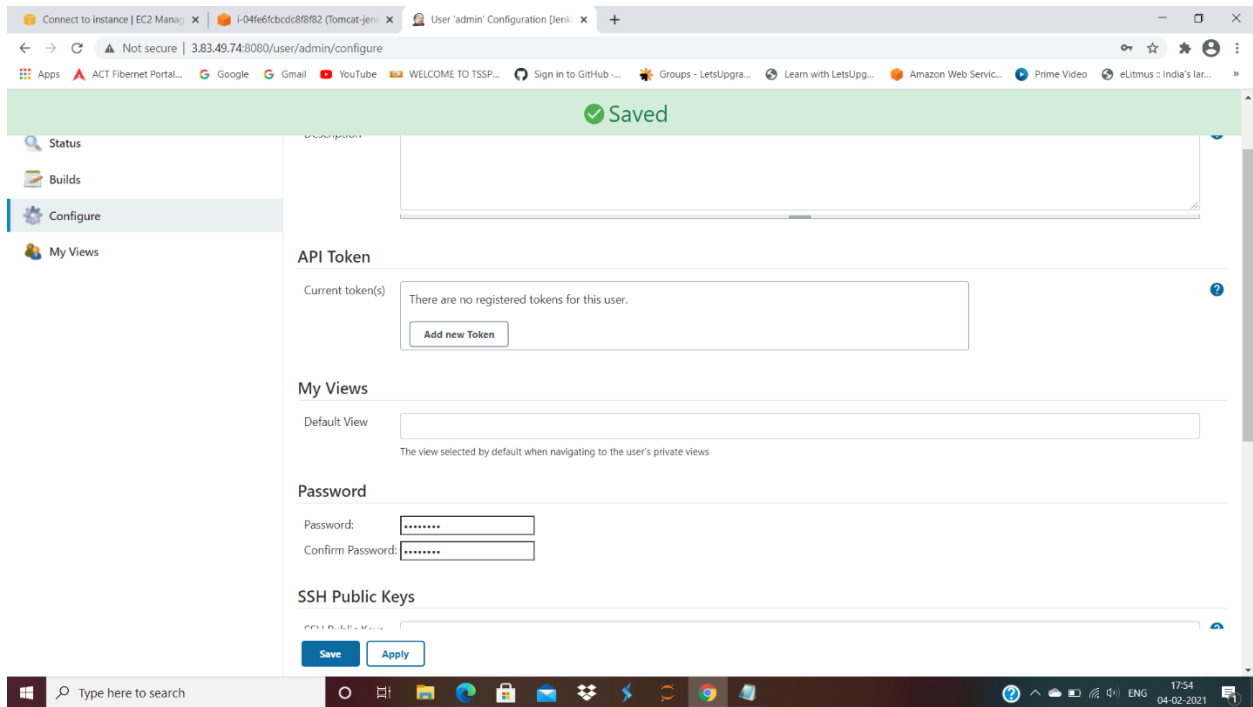 Connect to instance | EC2 Manag
i-04fe6fcbcdc8f8f82 (Tomcat-jenk
User 'admin' Configuration [Jenk
Not secure | 3.83.49.74:8080/user/admin/configure
Apps
ACT Fibernet Portal...
Google
Gmail
YouTube
WELCOME TO TSSP...
Sign in to GitHub ·...
Groups - LetsUpgra...
Learn with LetsUpg...
Amazon Web Servic...
Prime Video
eLitmus :: India's lar...
»
Saved
Status
Description
Builds
Configure
My Views
API Token
Current token(s)
There are no registered tokens for this user.
Add new Token
My Views
Default View
The view selected by default when navigating to the user's private views
Password
Password:
••••••••
Confirm Password:
••••••••
SSH Public Keys
SSH Public Keys
Save
Apply
Type here to search
ENG
17:54
04-02-2021
1